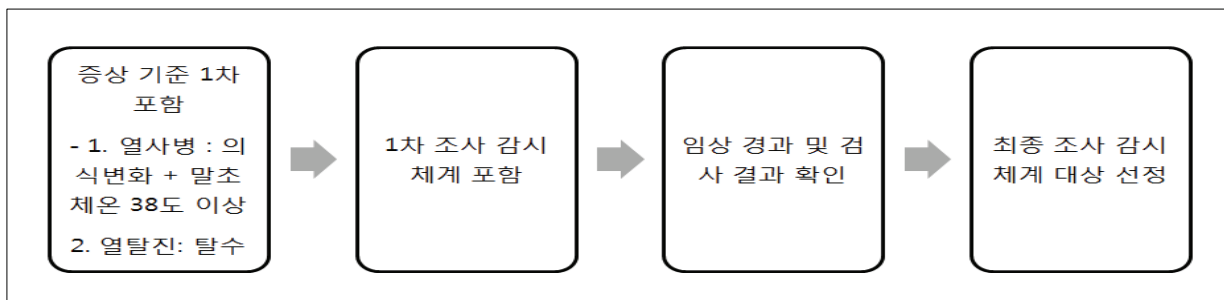 증상 기준 1차
포함
- 1. 열사병 : 의
식변화 + 말초
체온 38도 이상
2. 열탈진: 탈수
1차 조사 감시
체계 포함
임상 경과 및 검
사 결과 확인
최종 조사 감시
체계 대상 선정